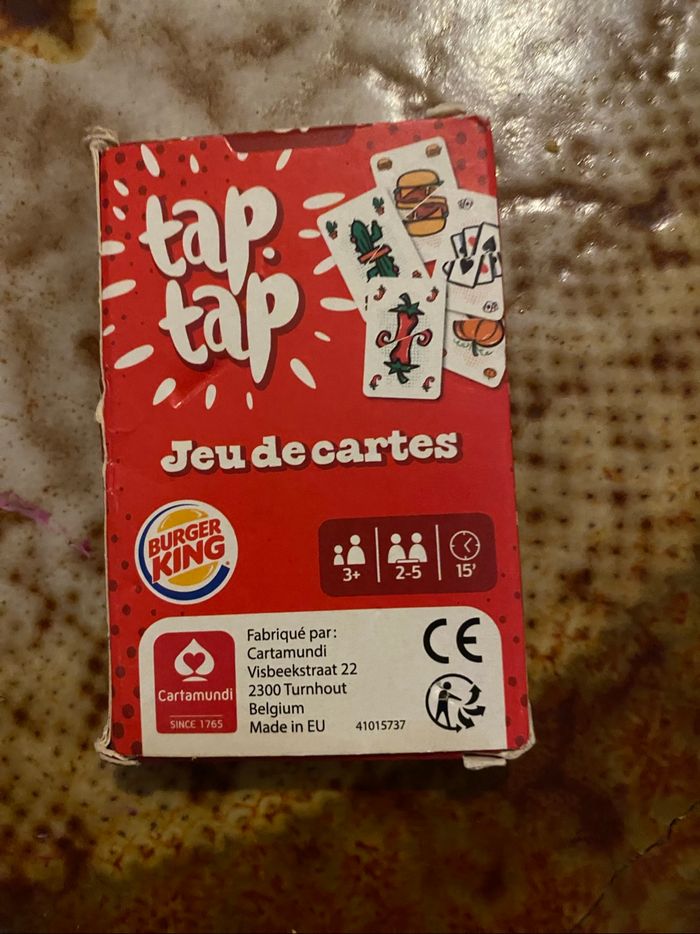 tap
tap
Jeu de cartes
BURGER
KING
3+
2-5
15'
Fabriqué par :
Cartamundi
Visbeekstraat 22
2300 Turnhout
Belgium
Made in EU
41015737
Cartamundi
SINCE 1765
CE